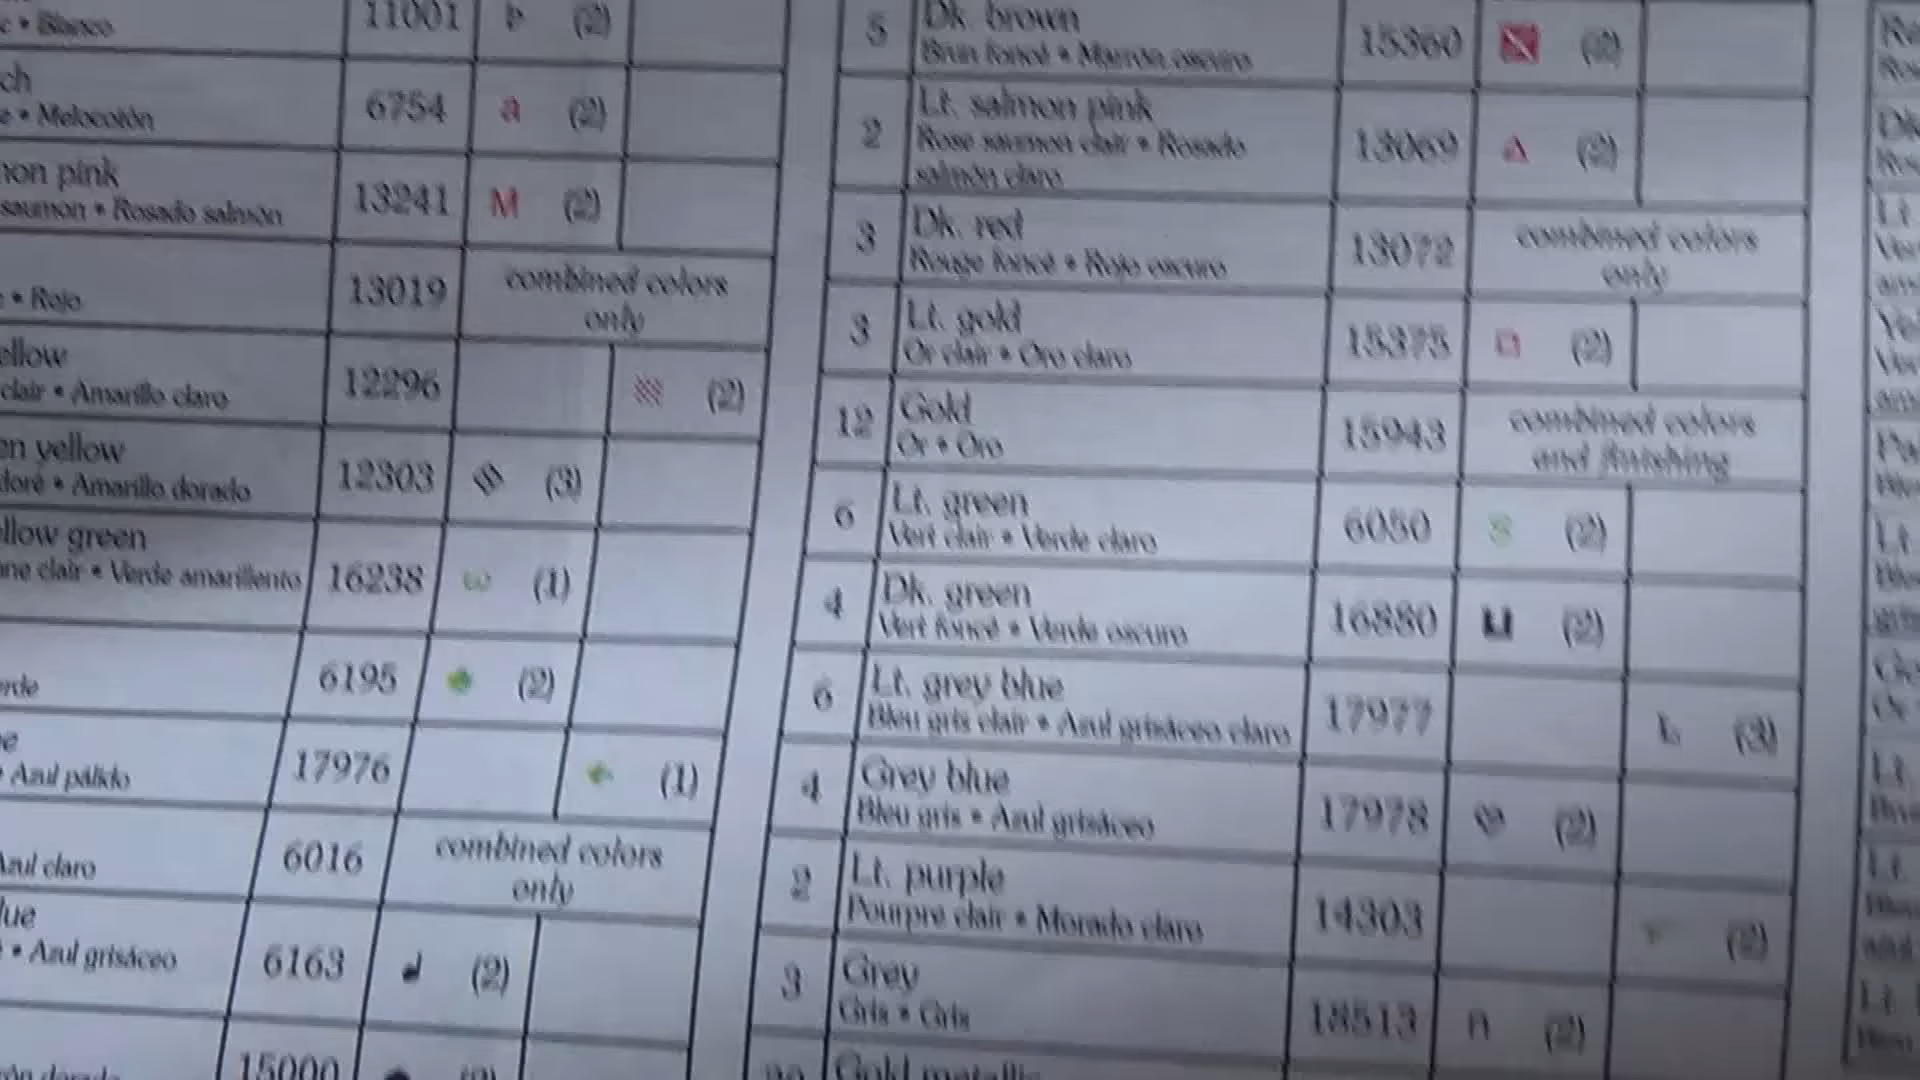 11001 (2)
• Blanco
ch
• Melocotón
6754 a (2)
non pink
saumon • Rosado salmón
13241 M (2)
• Rojo
13019 combined colors
only
ellow
clair • Amarillo claro
12296 (2)
en yellow
doré • Amarillo dorado
12303 (3)
llow green
une clair • Verde amarillento
16238 ω (1)
erde
6195 (2)
e
• Azul pálido
17976 (1)
Azul claro
6016 combined colors
only
lue
• Azul grisáceo
6163 (2)
15000
5 Dk. brown
Brun foncé • Marrón oscuro
15360 (2)
2 Lt. salmon pink
Rose saumon clair • Rosado
salmón claro
13069 (2)
3 Dk. red
Rouge foncé • Rojo oscuro
13072 combined colors
only
3 Lt. gold
Or clair • Oro claro
15375 (2)
12 Gold
Or • Oro
15943 combined colors
and finishing
6 Lt. green
Vert clair • Verde claro
6050 S (2)
4 Dk. green
Vert foncé • Verde oscuro
16880 (2)
6 Lt. grey blue
Bleu gris clair • Azul grisáceo claro
17977 L (3)
4 Grey blue
Bleu gris • Azul grisáceo
17978 (2)
2 Lt. purple
Pourpre clair • Morado claro
14303 (2)
3 Grey
Gris • Gris
18513 n (2)
Gold metallic